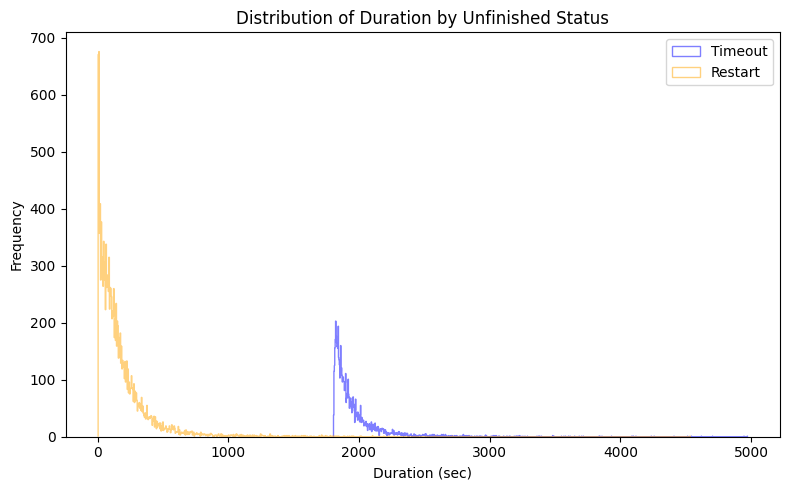 Distribution of Duration by Unfinished Status
700
600
500
400
300
200
100
0
Frequency
Timeout
Restart
0 1000 2000 3000 4000 5000
Duration (sec)